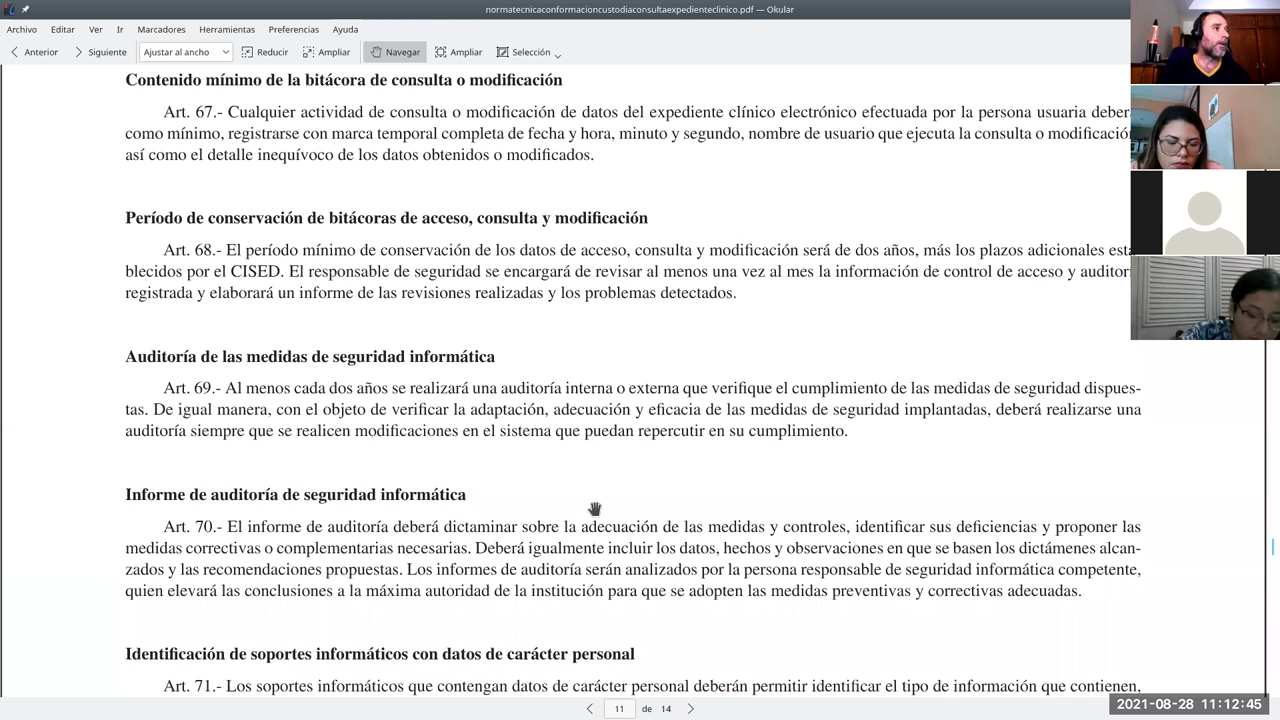 normatecnicaconformacioncustodiaconsultaexpedienteclinico.pdf — Okular
Archivo Editar Ver Ir Marcadores Herramientas Preferencias Ayuda
Anterior Siguiente Ajustar al ancho Reducir Ampliar Navegar Ampliar Selección
Contenido mínimo de la bitácora de consulta o modificación
Art. 67.- Cualquier actividad de consulta o modificación de datos del expediente clínico electrónico efectuada por la persona usuaria deber
como mínimo, registrarse con marca temporal completa de fecha y hora, minuto y segundo, nombre de usuario que ejecuta la consulta o modificación
así como el detalle inequívoco de los datos obtenidos o modificados.
Período de conservación de bitácoras de acceso, consulta y modificación
Art. 68.- El período mínimo de conservación de los datos de acceso, consulta y modificación será de dos años, más los plazos adicionales esta
blecidos por el CISED. El responsable de seguridad se encargará de revisar al menos una vez al mes la información de control de acceso y auditor
registrada y elaborará un informe de las revisiones realizadas y los problemas detectados.
Auditoría de las medidas de seguridad informática
Art. 69.- Al menos cada dos años se realizará una auditoría interna o externa que verifique el cumplimiento de las medidas de seguridad dispues-
tas. De igual manera, con el objeto de verificar la adaptación, adecuación y eficacia de las medidas de seguridad implantadas, deberá realizarse una
auditoría siempre que se realicen modificaciones en el sistema que puedan repercutir en su cumplimiento.
Informe de auditoría de seguridad informática
Art. 70.- El informe de auditoría deberá dictaminar sobre la adecuación de las medidas y controles, identificar sus deficiencias y proponer las
medidas correctivas o complementarias necesarias. Deberá igualmente incluir los datos, hechos y observaciones en que se basen los dictámenes alcan-
zados y las recomendaciones propuestas. Los informes de auditoría serán analizados por la persona responsable de seguridad informática competente,
quien elevará las conclusiones a la máxima autoridad de la institución para que se adopten las medidas preventivas y correctivas adecuadas.
Identificación de soportes informáticos con datos de carácter personal
Art. 71.- Los soportes informáticos que contengan datos de carácter personal deberán permitir identificar el tipo de información que contienen,
11 de 14
2021-08-28 11:12:45